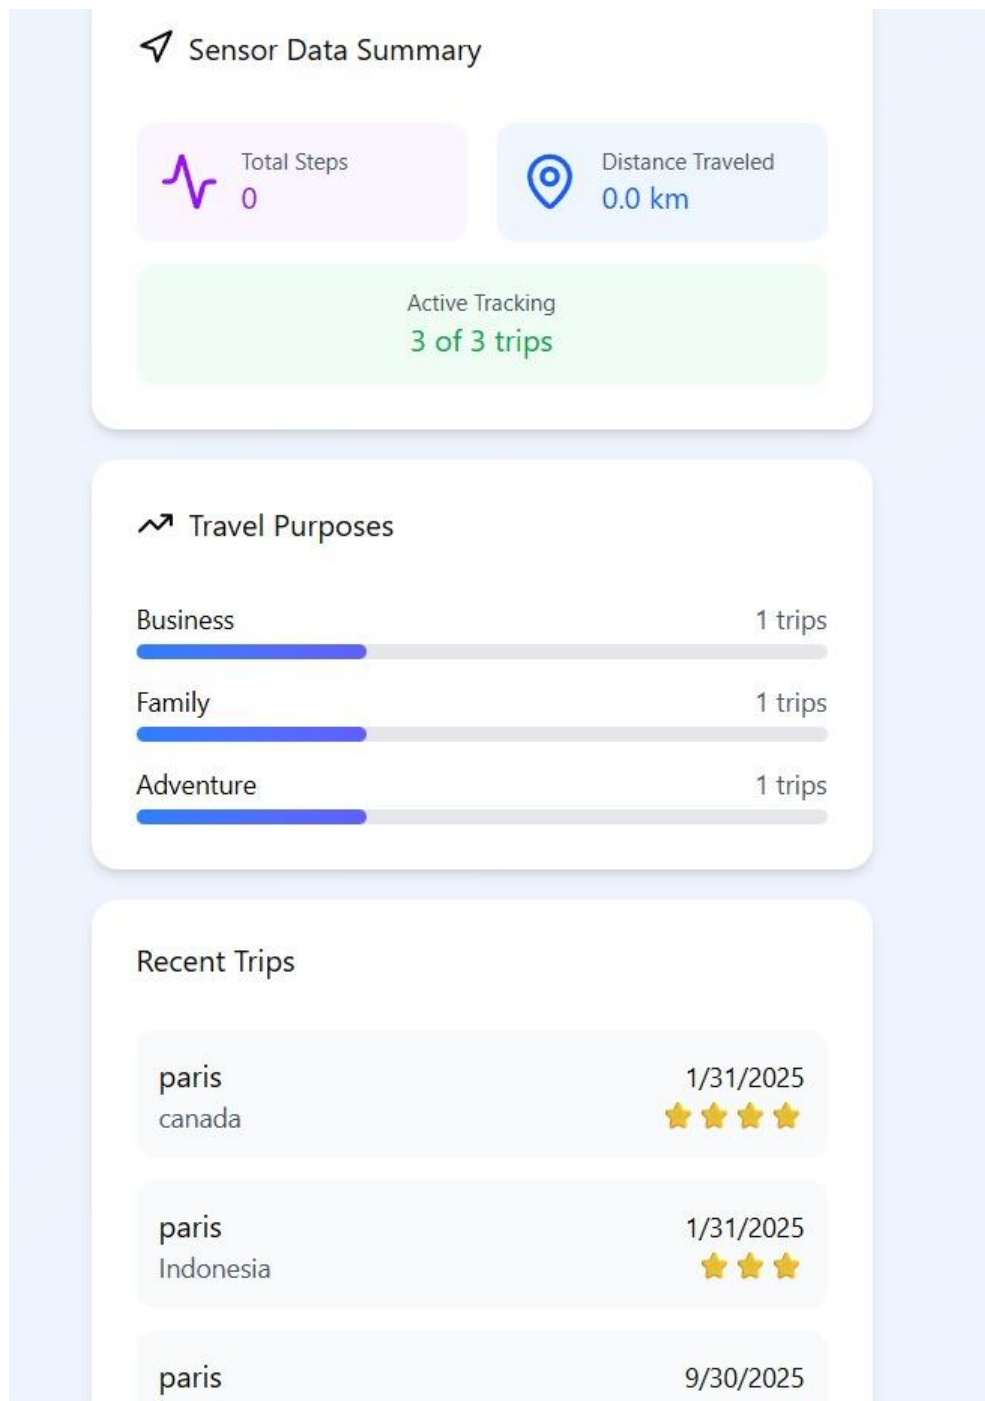 Sensor Data Summary
Total Steps
0
Distance Traveled
0.0 km
Active Tracking
3 of 3 trips
Travel Purposes
Business 1 trips
Family 1 trips
Adventure 1 trips
Recent Trips
paris 1/31/2025
canada
paris 1/31/2025
Indonesia
paris 9/30/2025